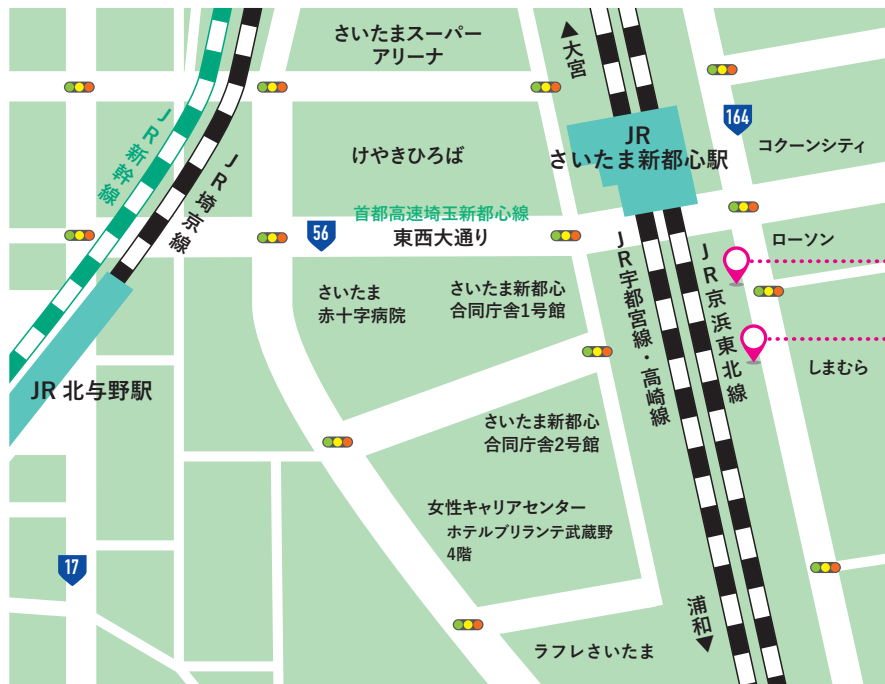 さいたまスーパー
アリーナ
大宮
JR
さいたま新都心駅
164
コクーンシティ
けやきひろば
JR新幹線
JR埼京線
首都高速埼玉新都心線
56
東西大通り
ローソン
さいたま
赤十字病院
さいたま新都心
合同庁舎1号館
JR宇都宮線・高崎線
JR京浜東北線
しまむら
JR 北与野駅
さいたま新都心
合同庁舎2号館
女性キャリアセンター
ホテルブリランテ武蔵野
4階
17
浦和
ラフレさいたま